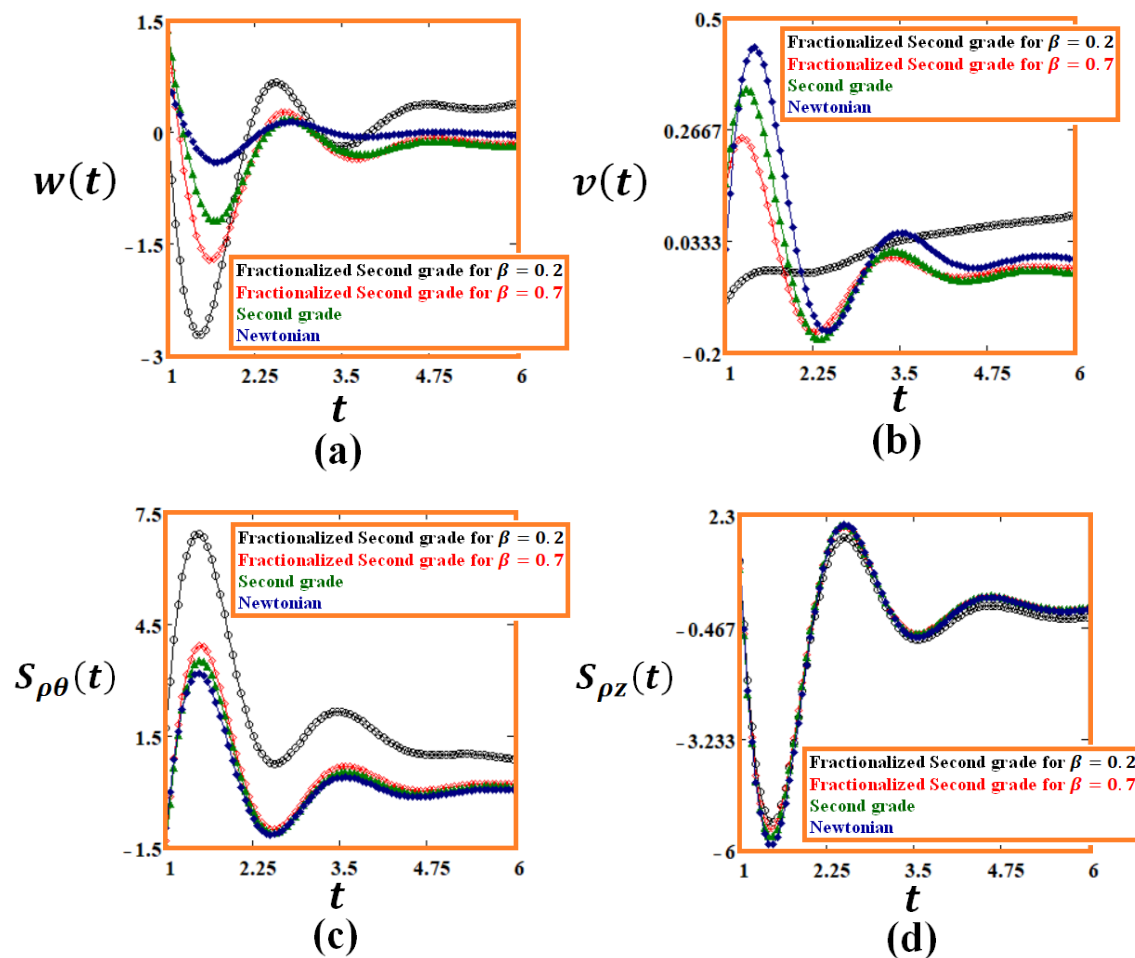 1.5
0
−1.5
−3
w(t)
Fractionalized Second grade for β = 0.2
Fractionalized Second grade for β = 0.7
Second grade
Newtonian
1 2.25 3.5 4.75 6
t
(a)
0.5
0.2667
0.0333
−0.2
v(t)
Fractionalized Second grade for β = 0.2
Fractionalized Second grade for β = 0.7
Second grade
Newtonian
1 2.25 3.5 4.75 6
t
(b)
7.5
4.5
1.5
−1.5
S_{ρθ}(t)
Fractionalized Second grade for β = 0.2
Fractionalized Second grade for β = 0.7
Second grade
Newtonian
1 2.25 3.5 4.75 6
t
(c)
2.3
−0.467
−3.233
−6
S_{ρz}(t)
Fractionalized Second grade for β = 0.2
Fractionalized Second grade for β = 0.7
Second grade
Newtonian
1 2.25 3.5 4.75 6
t
(d)